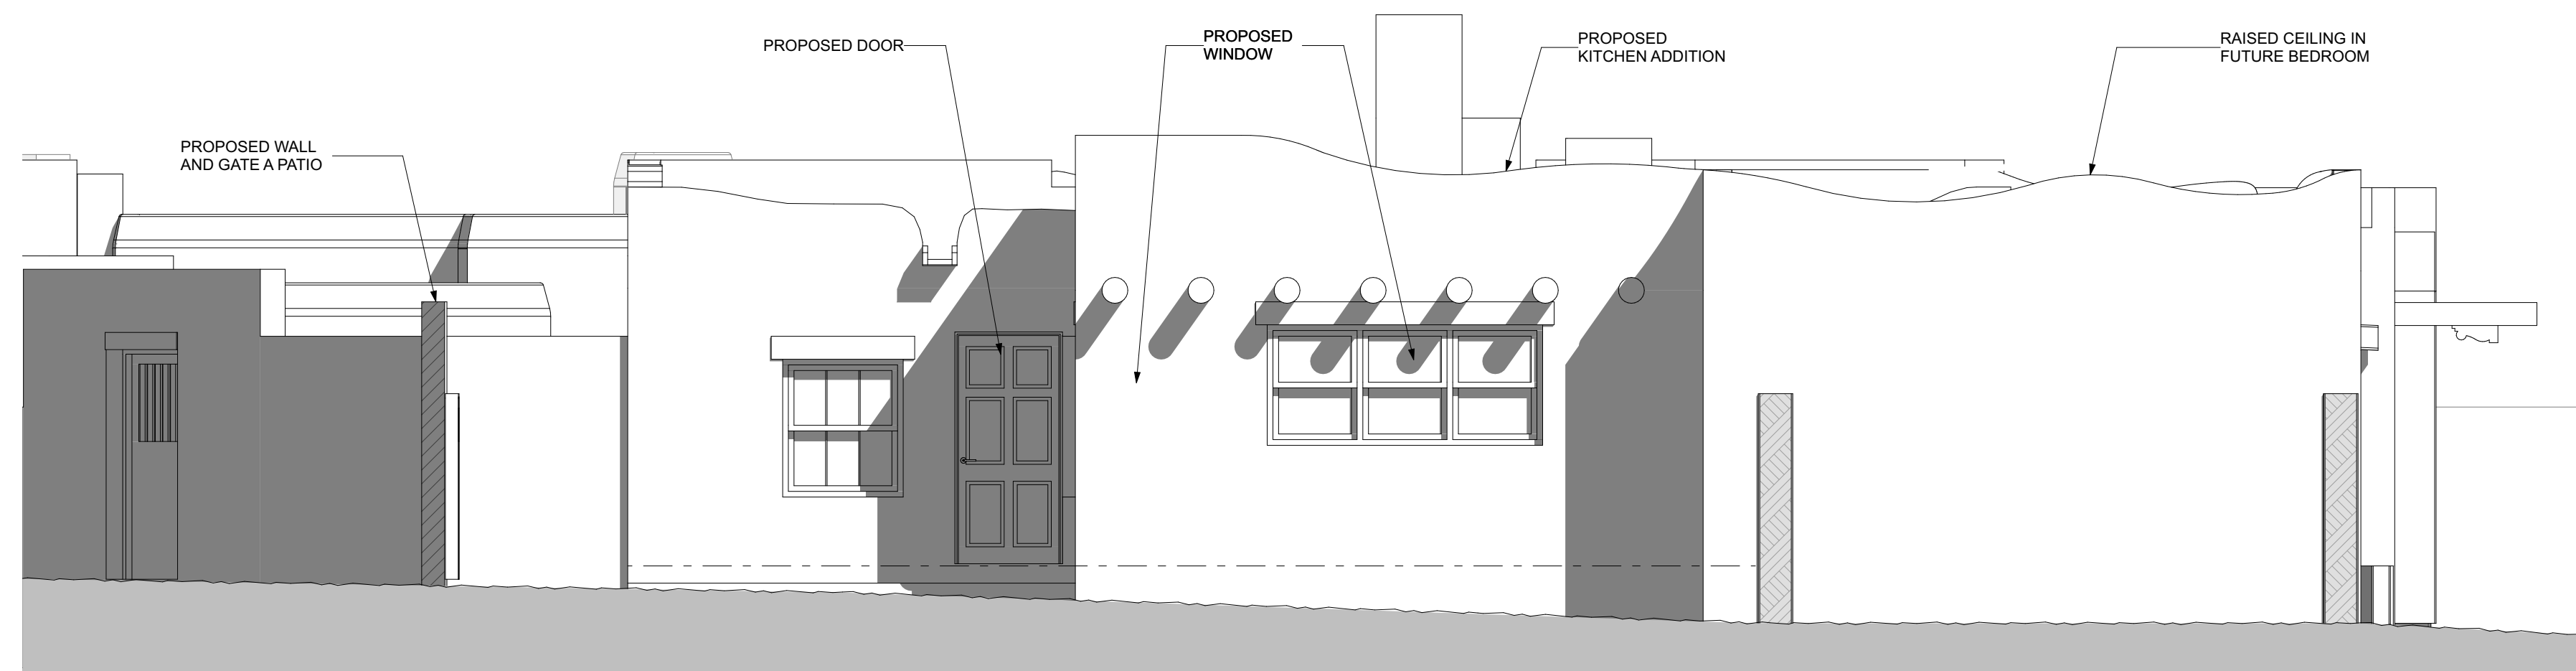 PROPOSED DOOR
PROPOSED
WINDOW
PROPOSED
KITCHEN ADDITION
RAISED CEILING IN
FUTURE BEDROOM
PROPOSED WALL
AND GATE A PATIO